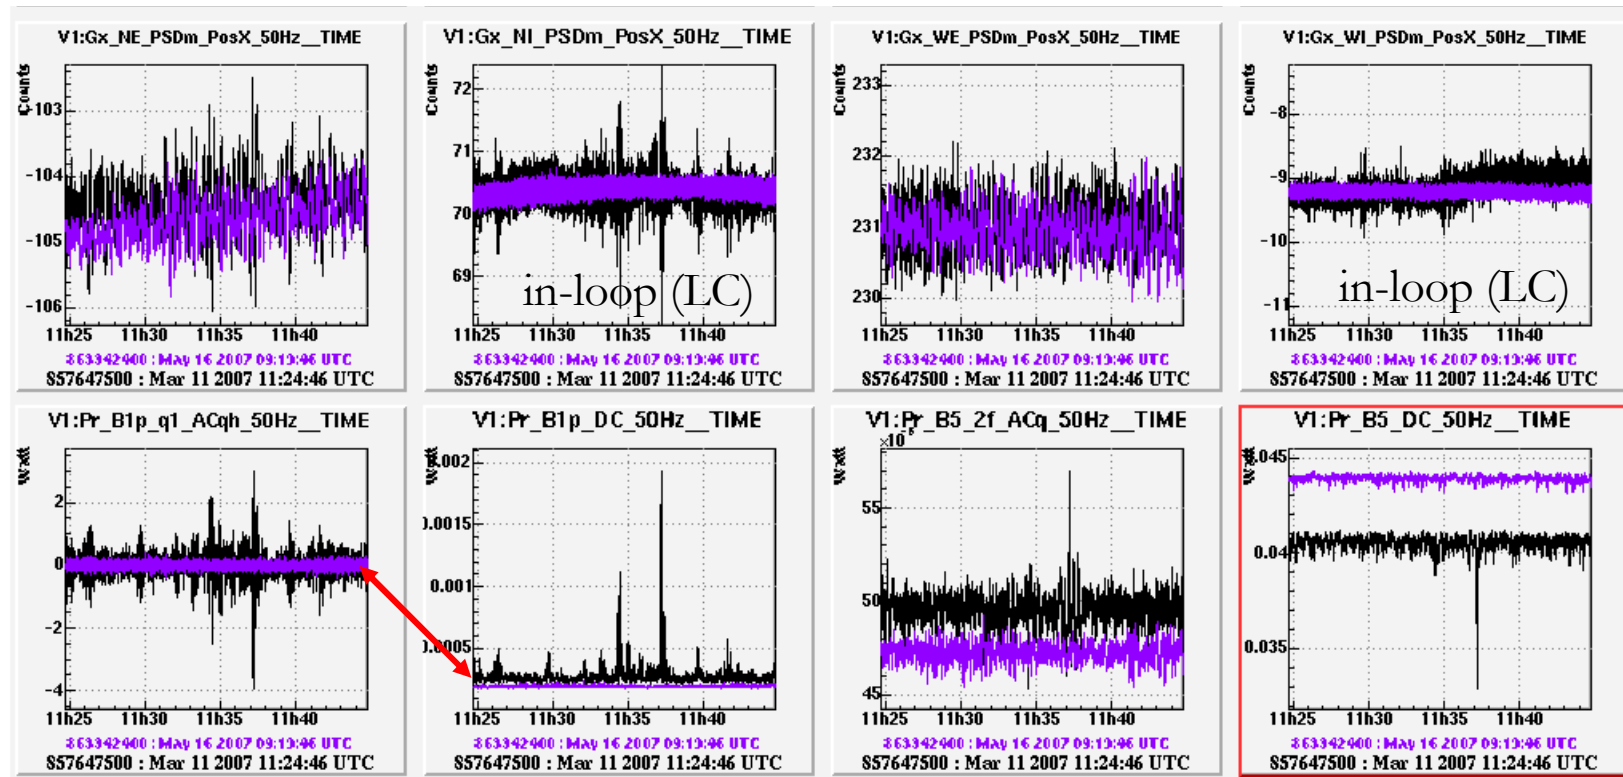 V1:Gx_NE_PSDm_PosX_50Hz__TIME
Counts
-103
-104
-105
-106
11h25 11h30 11h35 11h40
863342400 : May 16 2007 09:19:46 UTC
857647500 : Mar 11 2007 11:24:46 UTC
V1:Gx_NI_PSDm_PosX_50Hz__TIME
Counts
72
71
70
69
in-loop (LC)
11h25 11h30 11h35 11h40
863342400 : May 16 2007 09:19:46 UTC
857647500 : Mar 11 2007 11:24:46 UTC
V1:Gx_WE_PSDm_PosX_50Hz__TIME
Counts
233
232
231
230
11h25 11h30 11h35 11h40
863342400 : May 16 2007 09:19:46 UTC
857647500 : Mar 11 2007 11:24:46 UTC
V1:Gx_WI_PSDm_PosX_50Hz__TIME
Counts
-8
-9
-10
-11
in-loop (LC)
11h25 11h30 11h35 11h40
863342400 : May 16 2007 09:19:46 UTC
857647500 : Mar 11 2007 11:24:46 UTC
V1:Pr_B1p_q1_ACqh_50Hz__TIME
Watt
2
0
-2
-4
11h25 11h30 11h35 11h40
863342400 : May 16 2007 09:19:46 UTC
857647500 : Mar 11 2007 11:24:46 UTC
V1:Pr_B1p_DC_50Hz__TIME
Watt
0.002
0.0015
0.001
0.0005
11h25 11h30 11h35 11h40
863342400 : May 16 2007 09:19:46 UTC
857647500 : Mar 11 2007 11:24:46 UTC
V1:Pr_B5_2f_ACq_50Hz__TIME
×10
55
50
45
11h25 11h30 11h35 11h40
863342400 : May 16 2007 09:19:46 UTC
857647500 : Mar 11 2007 11:24:46 UTC
V1:Pr_B5_DC_50Hz__TIME
Watt
0.045
0.04
0.035
11h25 11h30 11h35 11h40
863342400 : May 16 2007 09:19:46 UTC
857647500 : Mar 11 2007 11:24:46 UTC